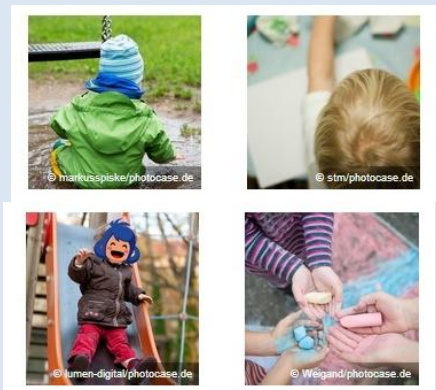 © markusspiske/photocase.de
© stm/photocase.de
© lumen-digital/photocase.de
© Weigand/photocase.de